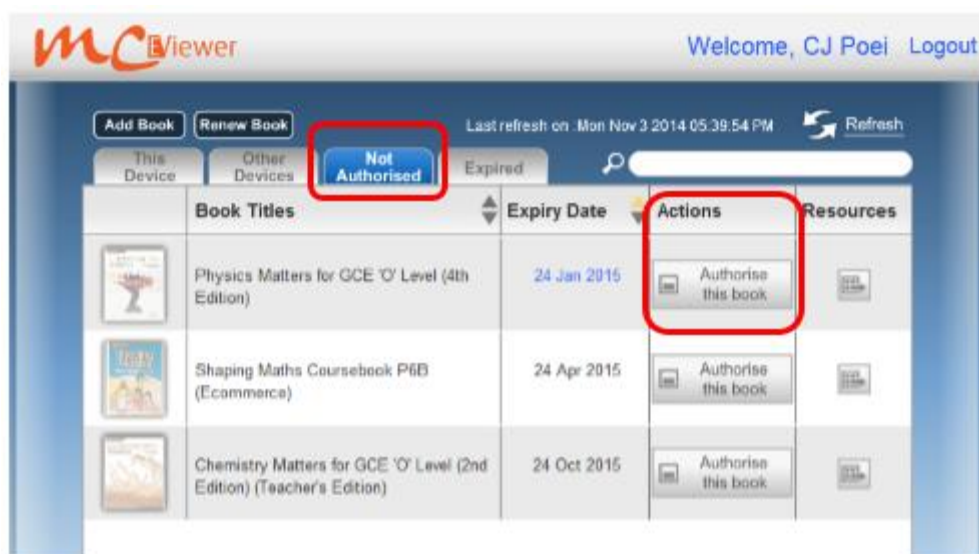 MCEViewer
Welcome, CJ Poei Logout
Add Book Renew Book Last refresh on :Mon Nov 3 2014 05:39:54 PM Refresh
This Device Other Devices Not Authorised Expired
Book Titles Expiry Date Actions Resources
Physics Matters for GCE 'O' Level (4th
Edition)
24 Jan 2015
Authorise
this book
Shaping Maths Coursebook P6B
(Ecommerce)
24 Apr 2015
Authorise
this book
Chemistry Matters for GCE 'O' Level (2nd
Edition) (Teacher's Edition)
24 Oct 2015
Authorise
this book